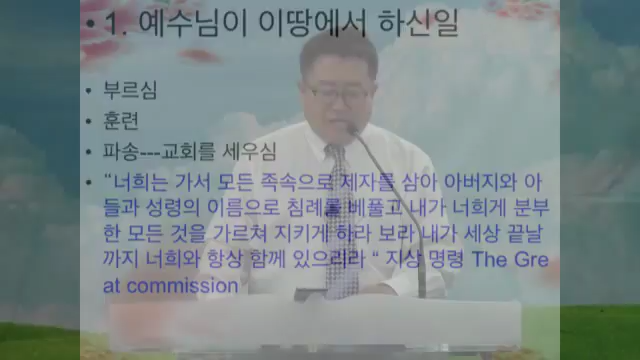 • 1. 예수님이 이땅에서 하신일
• 부르심
• 훈련
• 파송---교회를 세우심
• “너희는 가서 모든 족속으로 제자를 삼아 아버지와 아
들과 성령의 이름으로 침례를 베풀고 내가 너희게 분부
한 모든 것을 가르쳐 지키게 하라 보라 내가 세상 끝날
까지 너희와 항상 함께 있으리라 “ 지상 명령 The Gre
at commission